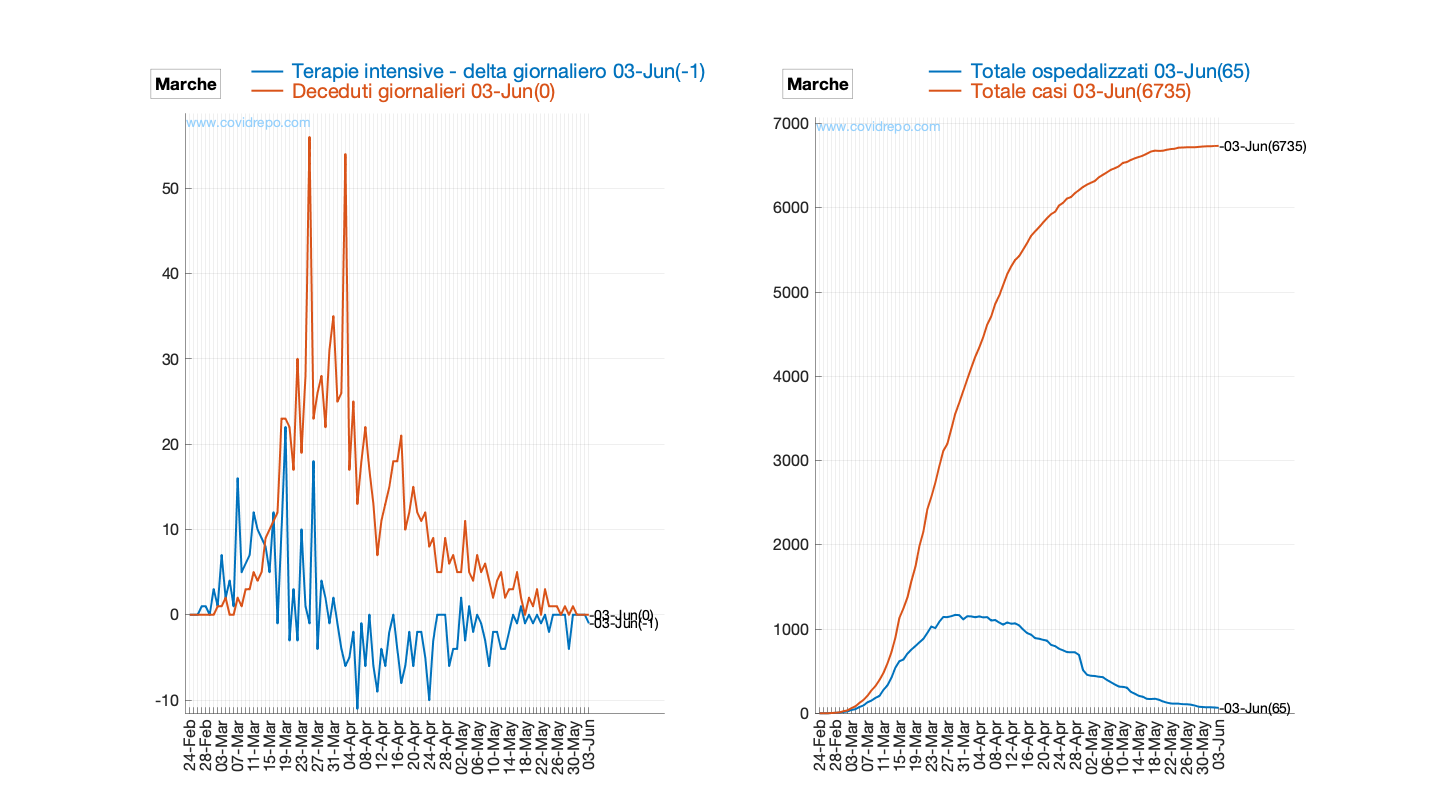 Marche
Terapie intensive - delta giornaliero 03-Jun(-1)
Deceduti giornalieri 03-Jun(0)
www.covidrepo.com
50
40
30
20
10
0
-10
-03-Jun(0)
-03-Jun(-1)
24-Feb
28-Feb
03-Mar
07-Mar
11-Mar
15-Mar
19-Mar
23-Mar
27-Mar
31-Mar
04-Apr
08-Apr
12-Apr
16-Apr
20-Apr
24-Apr
28-Apr
02-May
06-May
10-May
14-May
18-May
22-May
26-May
30-May
03-Jun
Marche
Totale ospedalizzati 03-Jun(65)
Totale casi 03-Jun(6735)
www.covidrepo.com
7000
6000
5000
4000
3000
2000
1000
0
-03-Jun(6735)
-03-Jun(65)
24-Feb
28-Feb
03-Mar
07-Mar
11-Mar
15-Mar
19-Mar
23-Mar
27-Mar
31-Mar
04-Apr
08-Apr
12-Apr
16-Apr
20-Apr
24-Apr
28-Apr
02-May
06-May
10-May
14-May
18-May
22-May
26-May
30-May
03-Jun